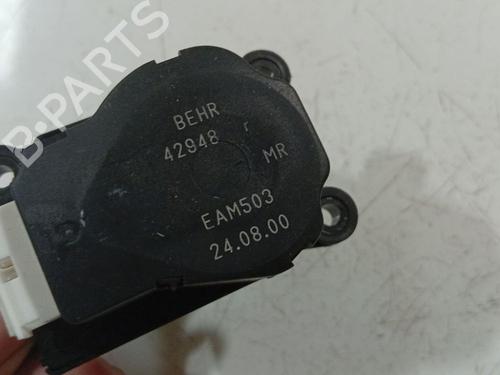 B-PARTS
BEHR
42948 r
MR
EAM503
24.08.00